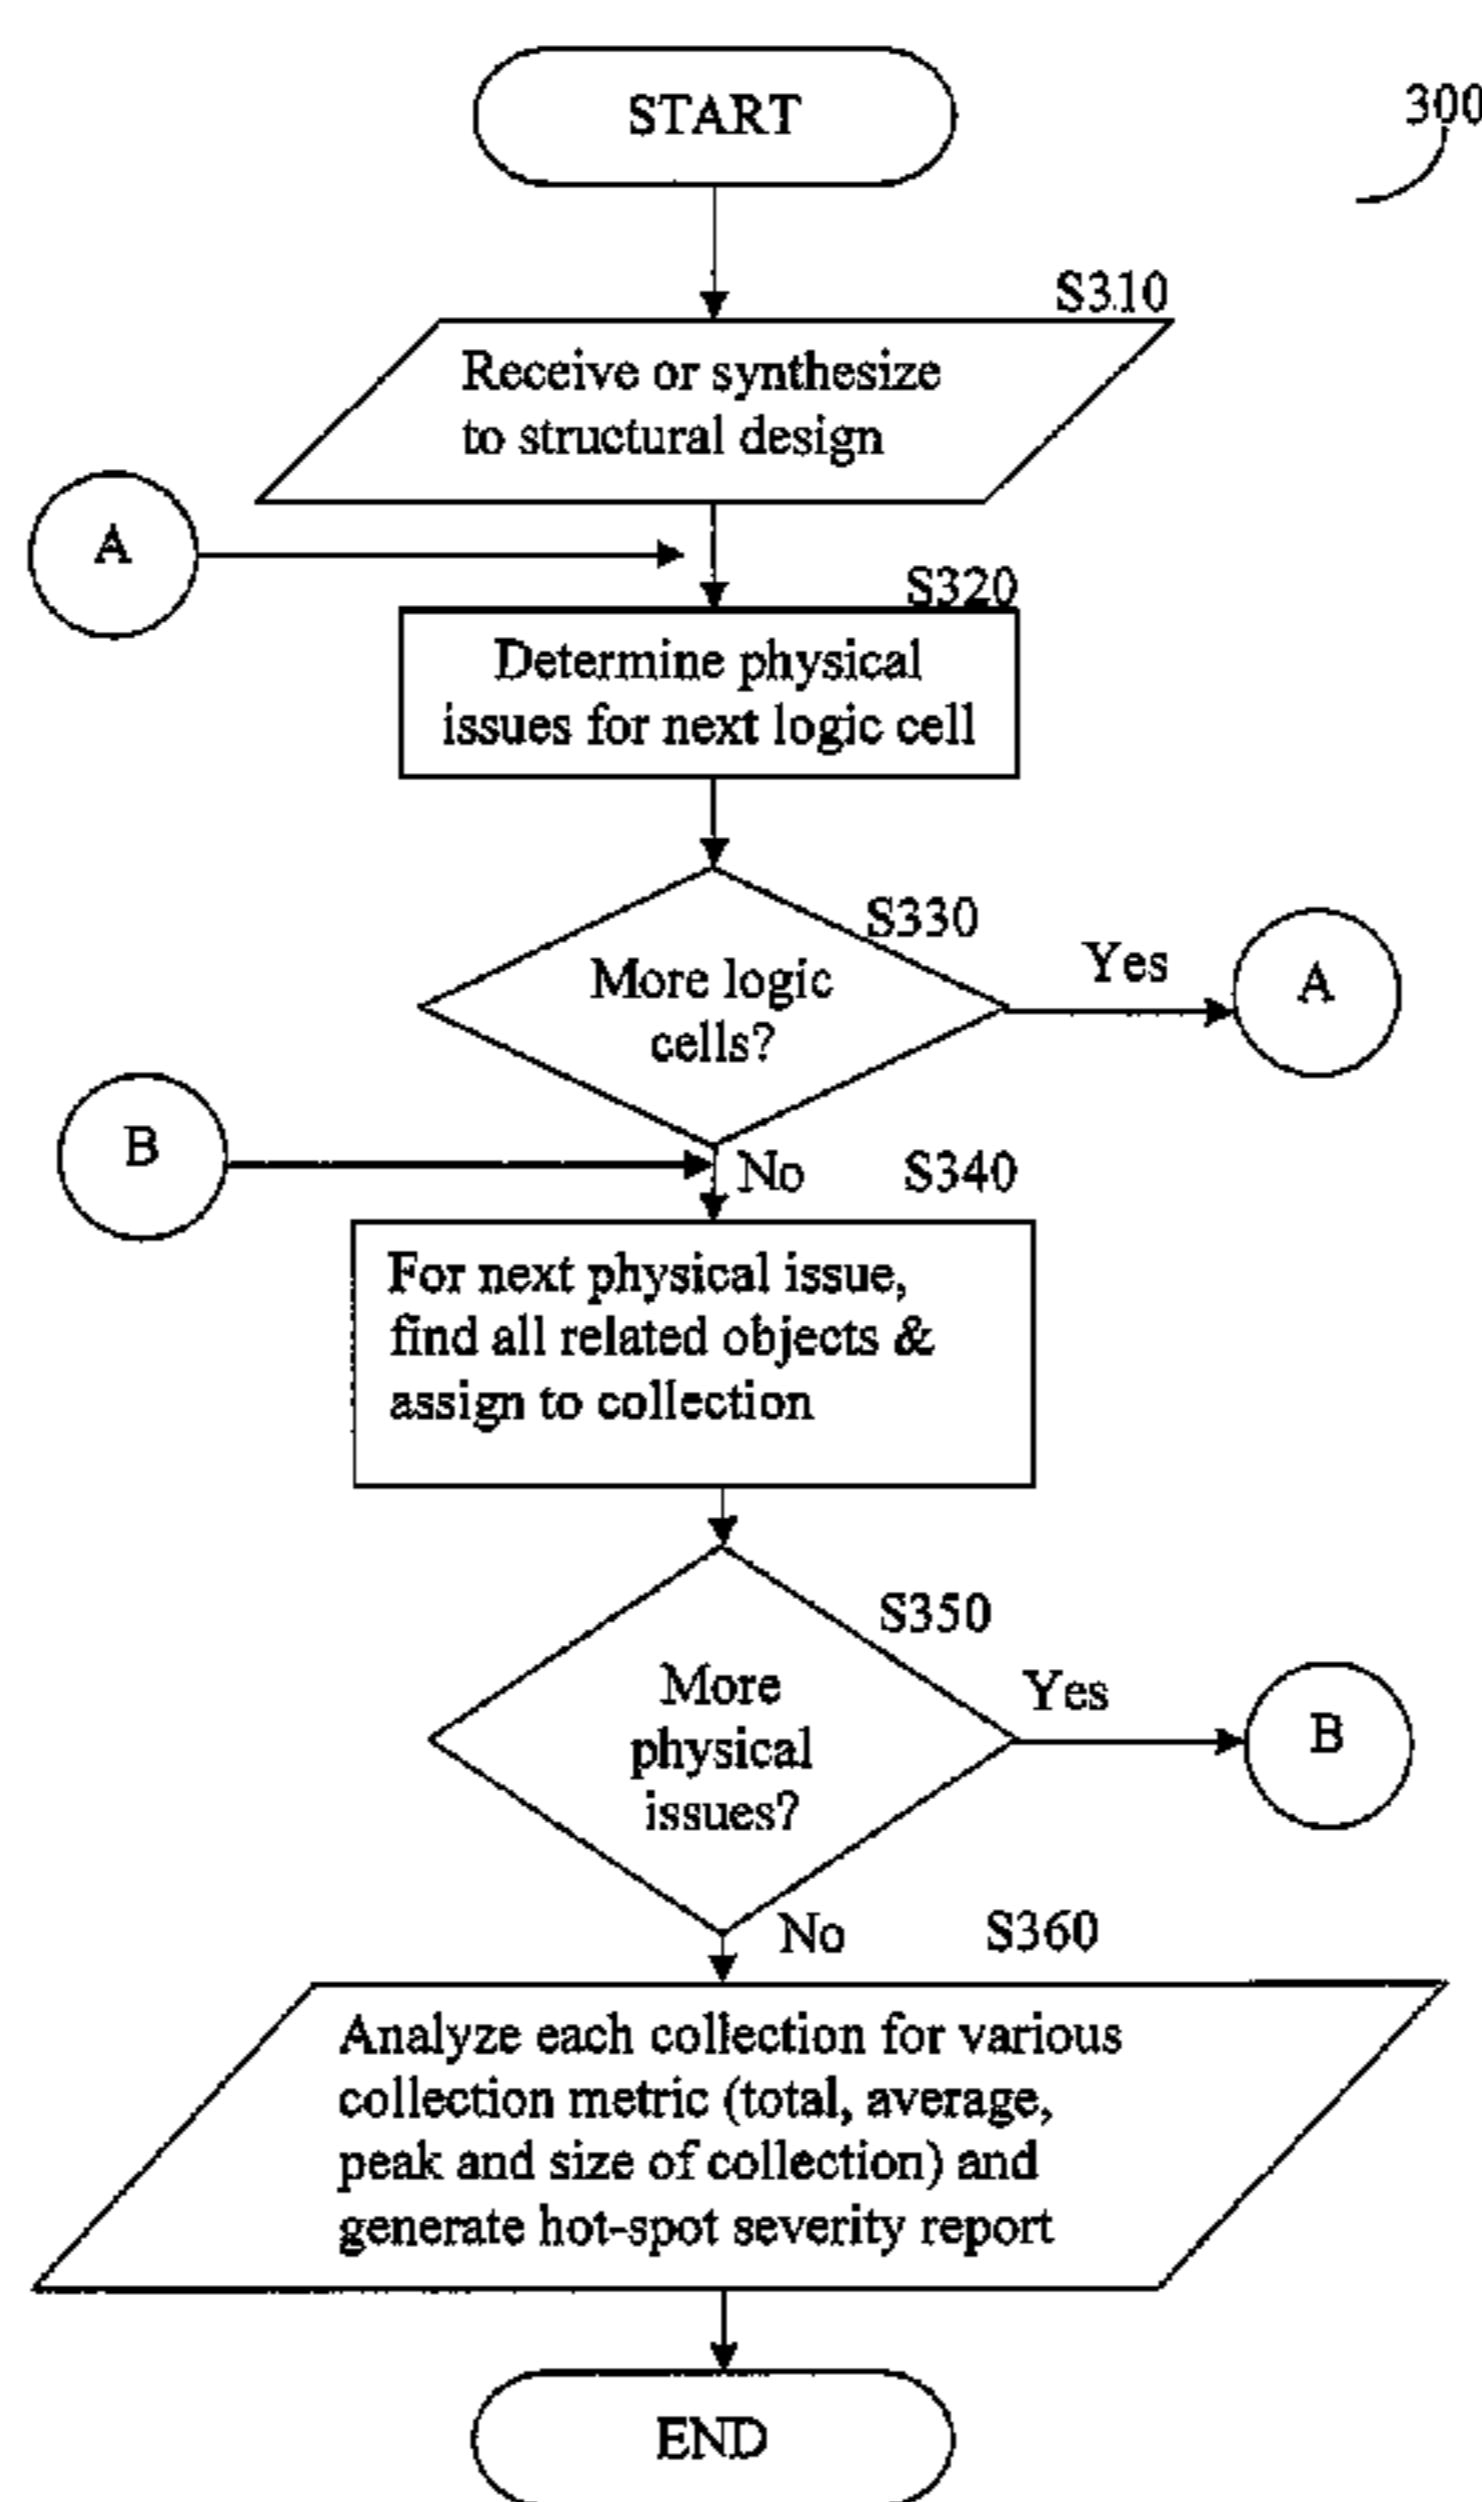 START
300
S310
Receive or synthesize
to structural design
A
S320
Determine physical
issues for next logic cell
S330
More logic
cells?
Yes
A
B
No
S340
For next physical issue,
find all related objects &
assign to collection
S350
More
physical
issues?
Yes
B
No
S360
Analyze each collection for various
collection metric (total, average,
peak and size of collection) and
generate hot-spot severity report
END